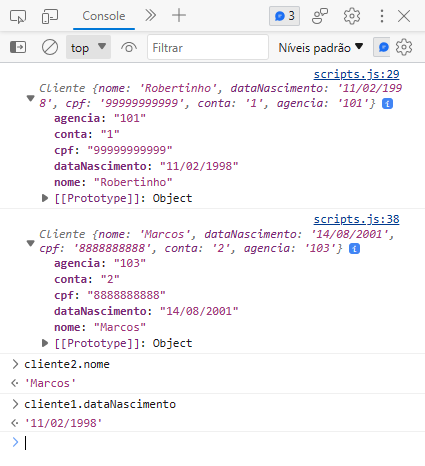 Console
3
top
Filtrar
Níveis padrão
scripts.js:29
Cliente {nome: 'Robertinho', dataNascimento: '11/02/199
8', cpf: '99999999999', conta: '1', agencia: '101'}
agencia: "101"
conta: "1"
cpf: "99999999999"
dataNascimento: "11/02/1998"
nome: "Robertinho"
[[Prototype]]: Object
scripts.js:38
Cliente {nome: 'Marcos', dataNascimento: '14/08/2001',
cpf: '8888888888', conta: '2', agencia: '103'}
agencia: "103"
conta: "2"
cpf: "8888888888"
dataNascimento: "14/08/2001"
nome: "Marcos"
[[Prototype]]: Object
> cliente2.nome
'Marcos'
> cliente1.dataNascimento
'11/02/1998'
>